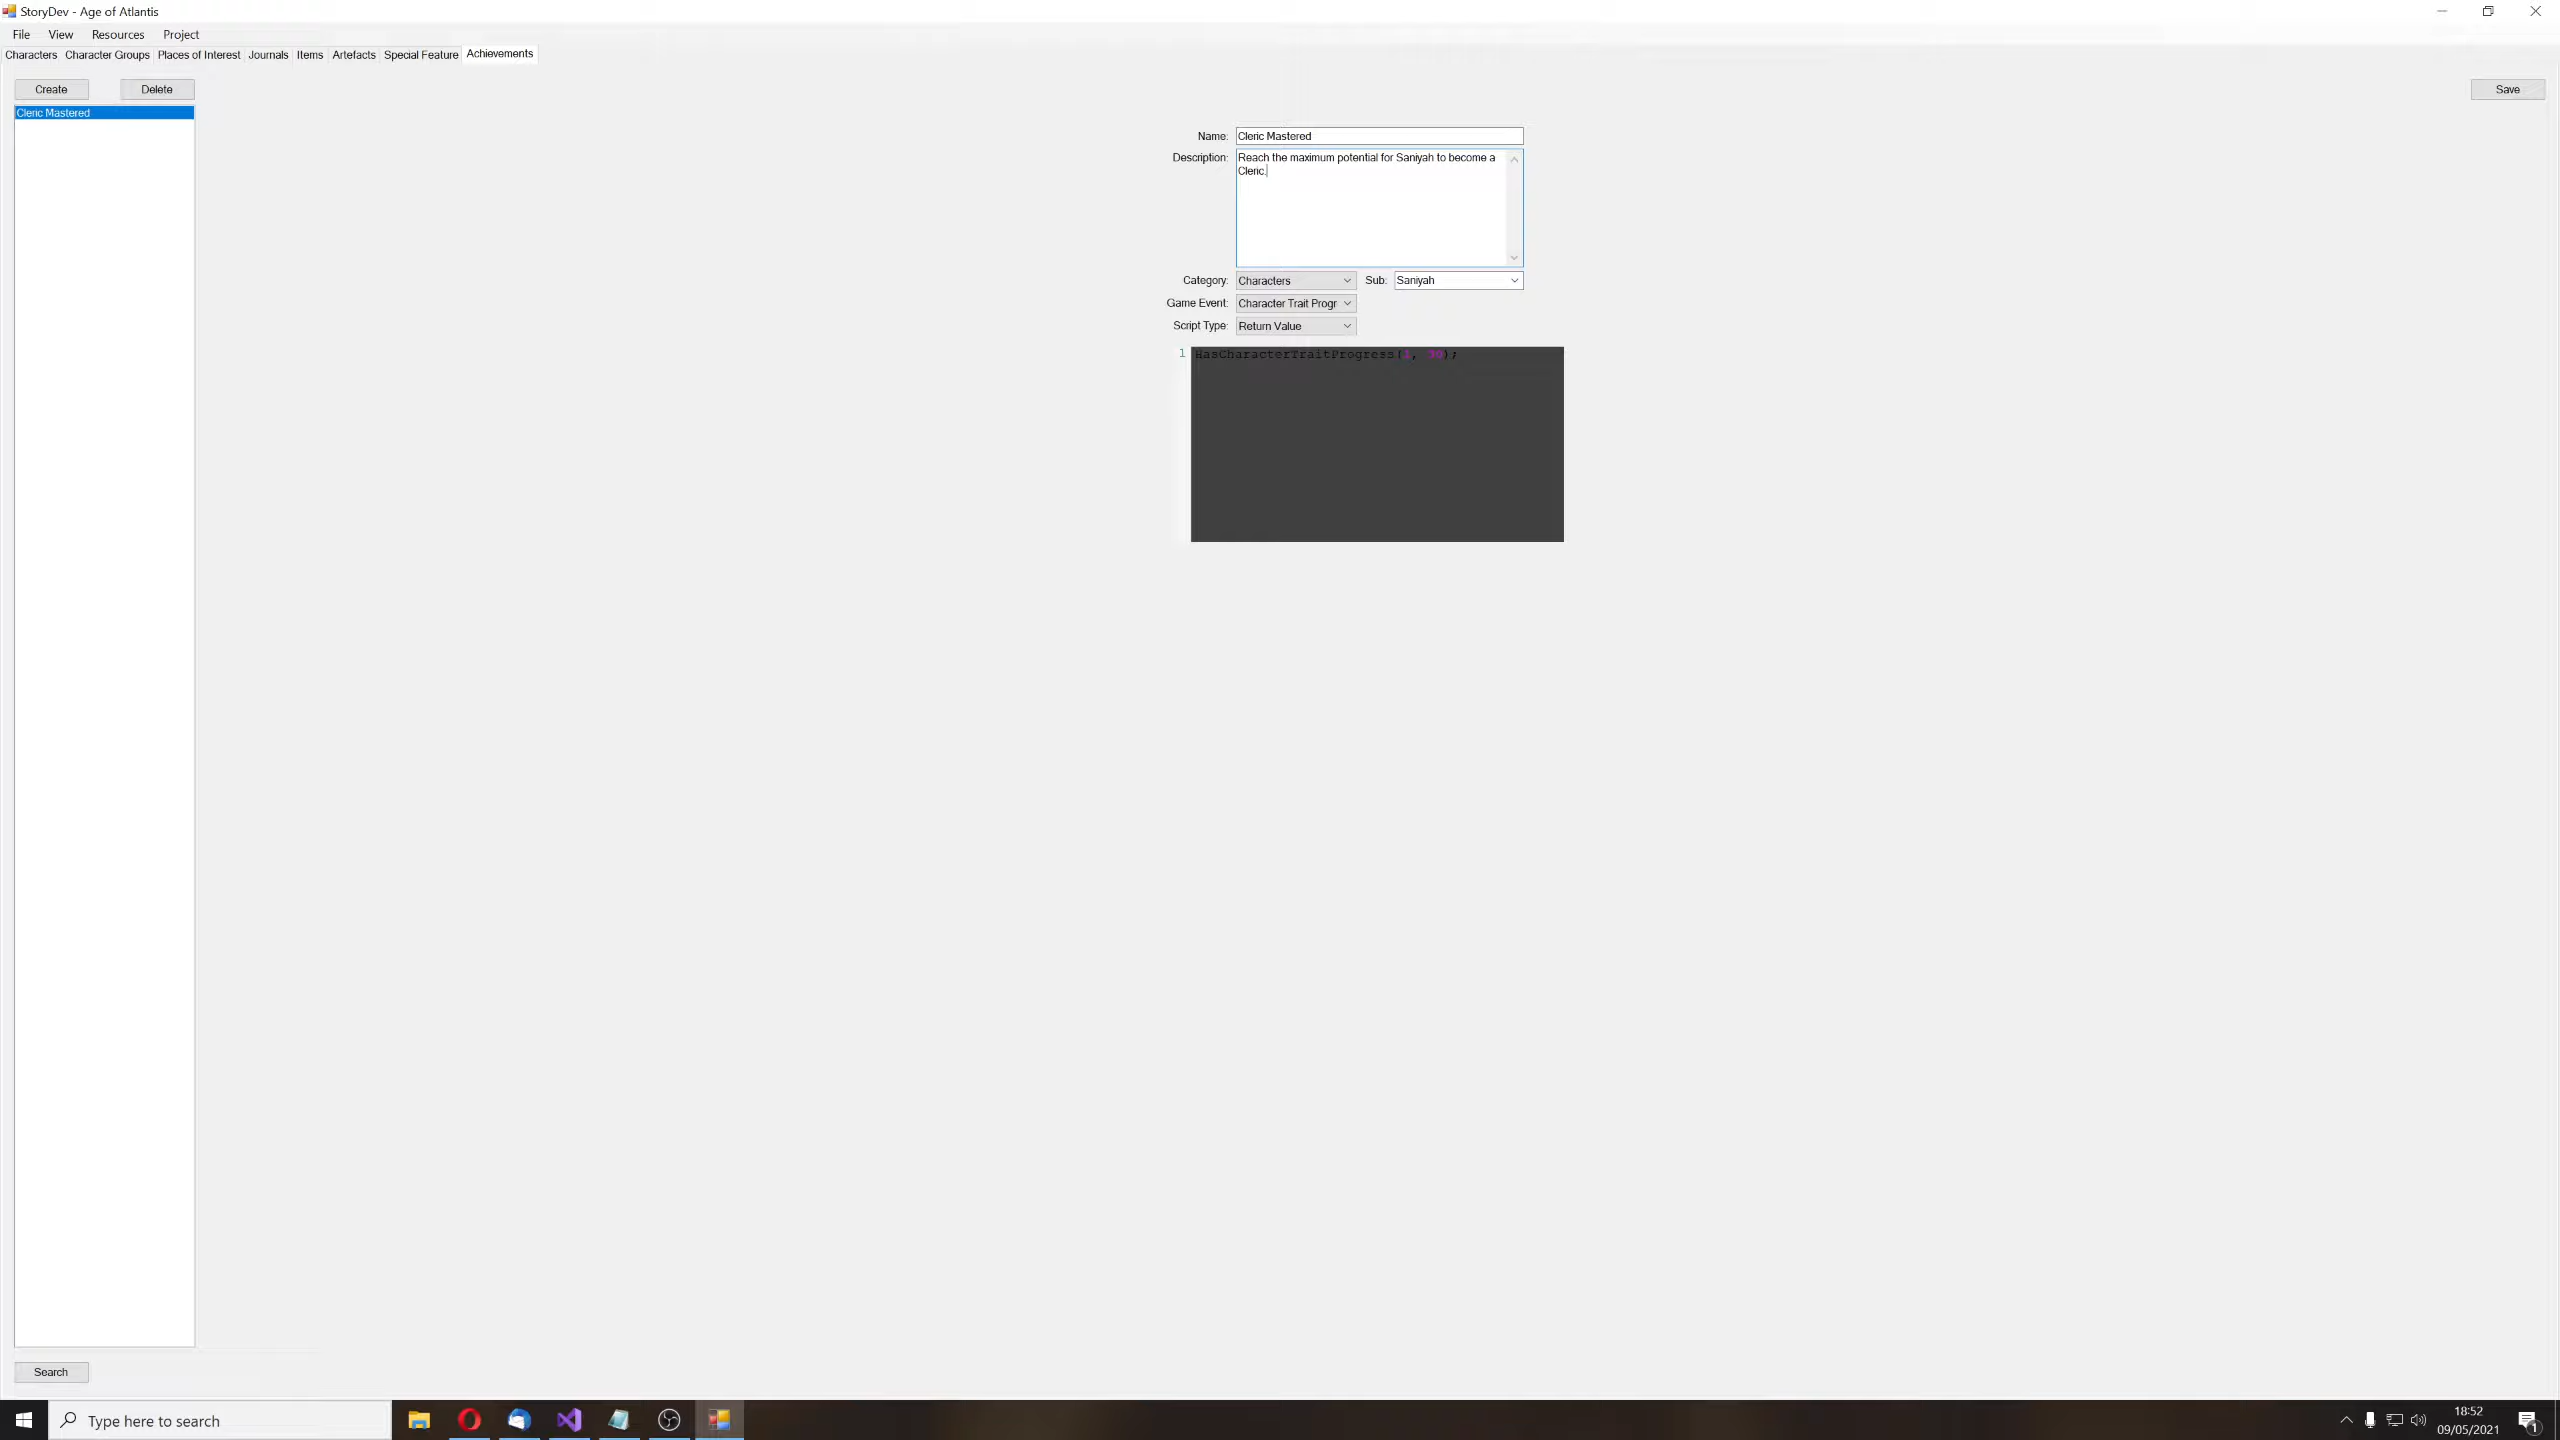 StoryDev - Age of Atlantis
File View Resources Project
Characters Character Groups Places of Interest Journals Items Artefacts Special Feature Achievements
Create Delete Save
Cleric Mastered
Name: Cleric Mastered
Description: Reach the maximum potential for Saniyah to become a
Cleric.
Category: Characters Sub: Saniyah
Game Event: Character Trait Progr
Script Type: Return Value
1 HasCharacterTraitProgress(1, 30);
Search
Type here to search
18:52
09/05/2021
1